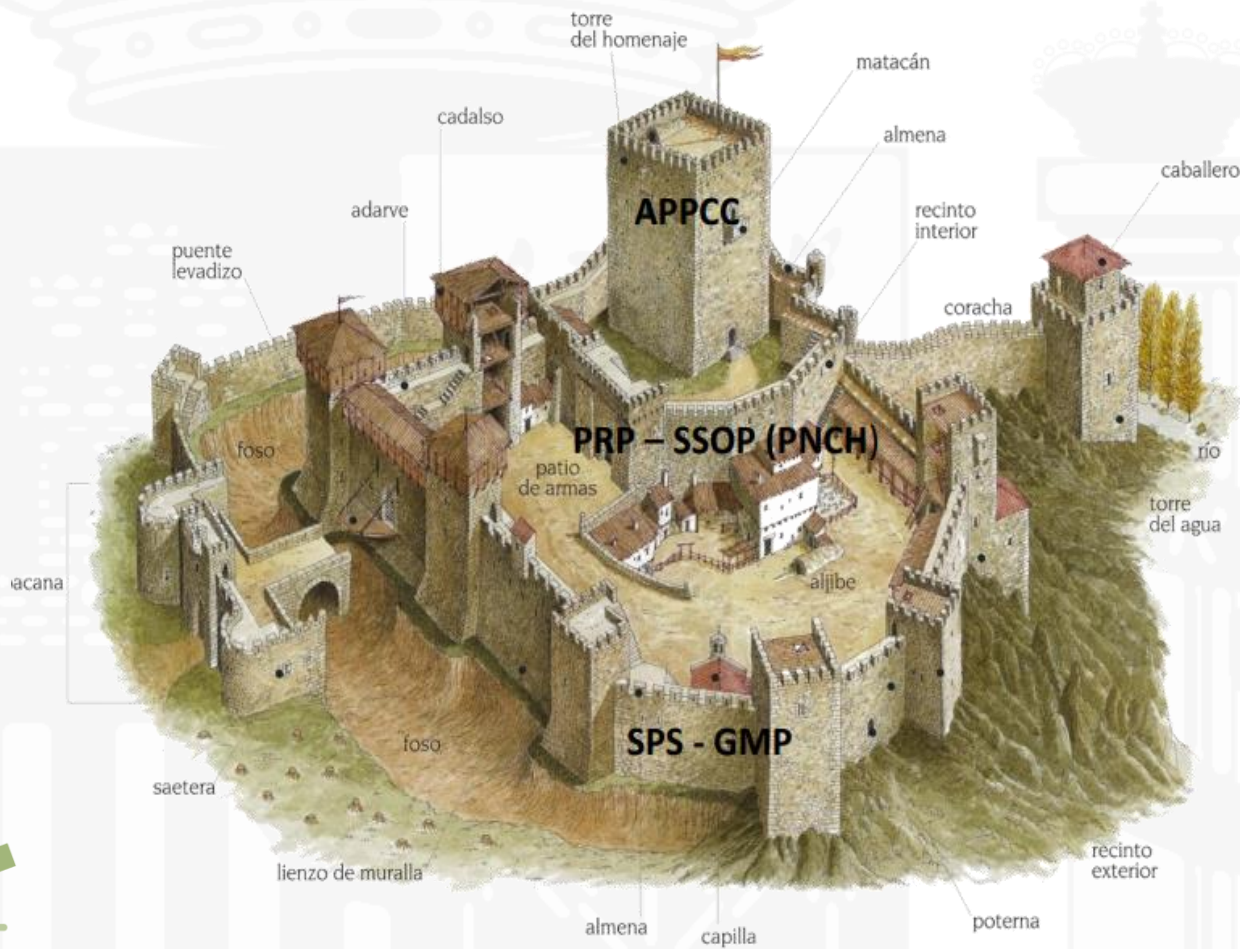 torre
del homenaje
matacán
cadalso
almena
caballero
adarve
APPCC
recinto
interior
puente
levadizo
coracha
PRP – SSOP (PNCH)
foso
patio
de armas
río
torre
del agua
aljibe
foso
SPS - GMP
saetera
lienzo de muralla
recinto
exterior
almena
capilla
poterna